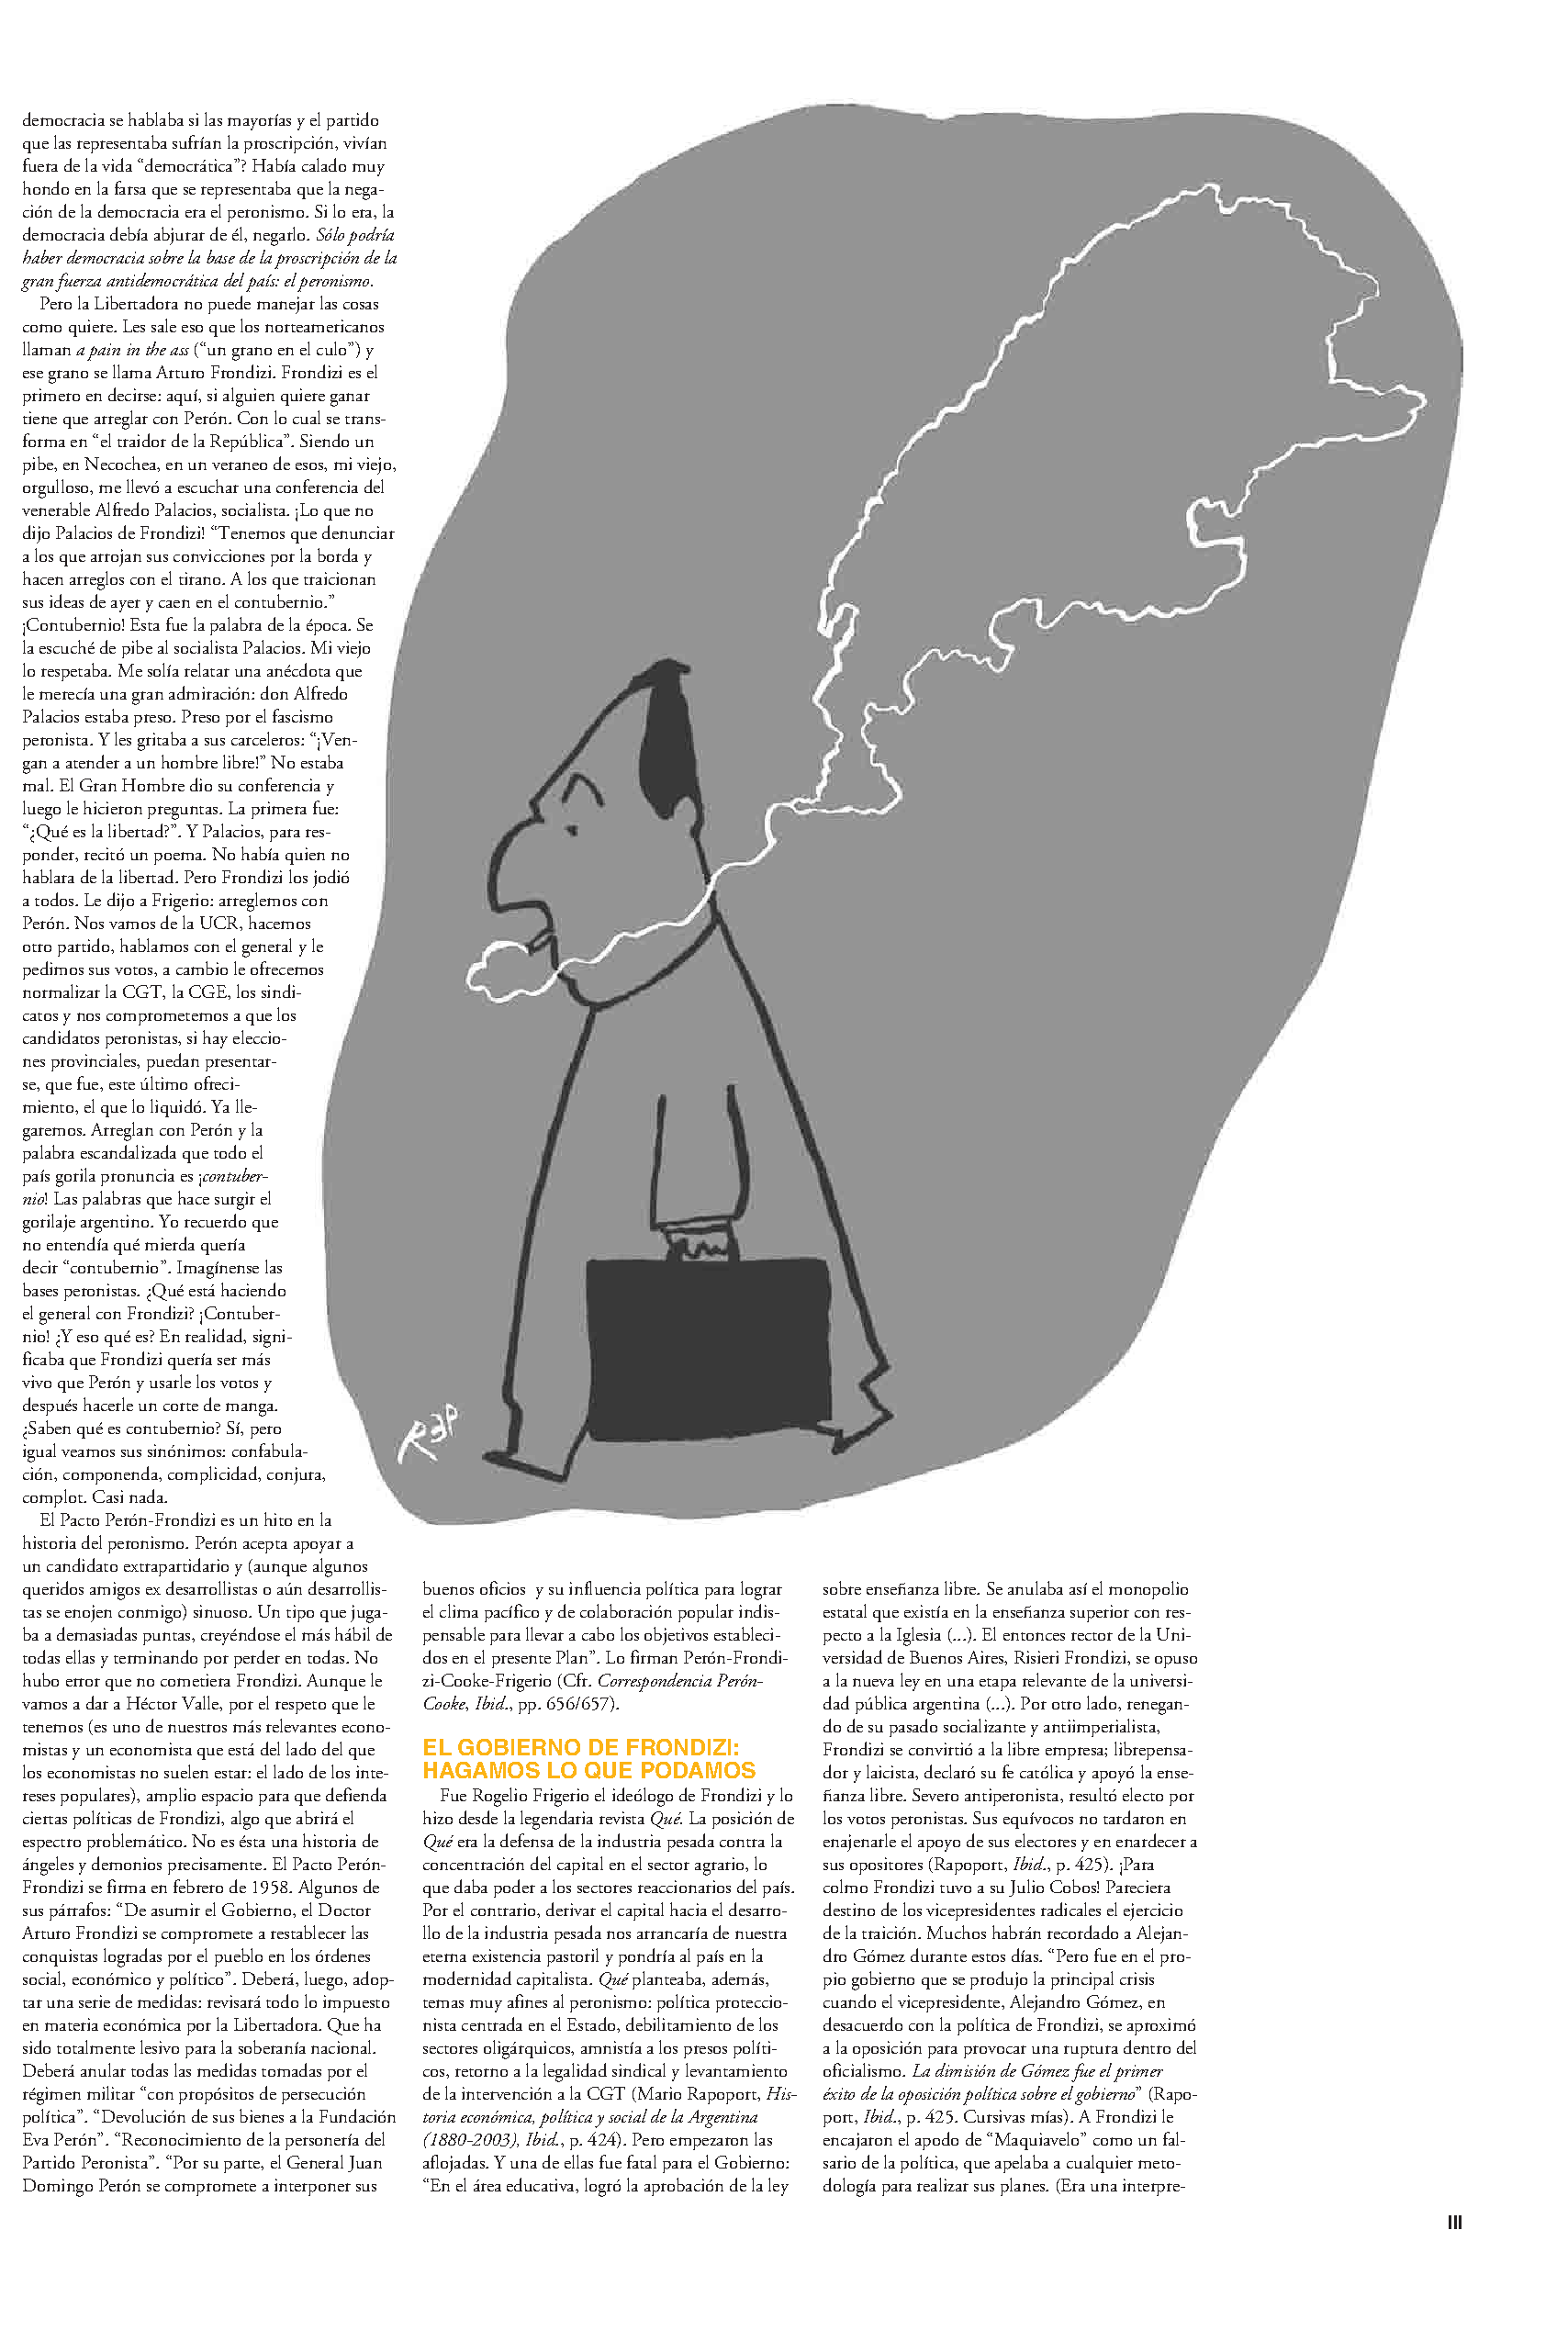 democracia se hablaba si las mayorías y el partido
que las representaba sufrían la proscripción, vivían
fuera de la vida “democrática”? Había calado muy
hondo en la farsa que se representaba que la nega-
ción de la democracia era el peronismo. Si lo era, la
democracia debía abjurar de él, negarlo. Sólo podría
haber democracia sobre la base de la proscripción de la
gran fuerza antidemocrática del país: el peronismo.
Pero la Libertadora no puede manejar las cosas
como quiere. Les sale eso que los norteamericanos
llaman a pain in the ass (“un grano en el culo”) y
ese grano se llama Arturo Frondizi. Frondizi es el
primero en decirse: aquí, si alguien quiere ganar
tiene que arreglar con Perón. Con lo cual se trans-
forma en “el traidor de la República”. Siendo un
pibe, en Necochea, en un veraneo de esos, mi viejo,
orgulloso, me llevó a escuchar una conferencia del
venerable Alfredo Palacios, socialista. ¡Lo que no
dijo Palacios de Frondizi! “Tenemos que denunciar
a los que arrojan sus convicciones por la borda y
hacen arreglos con el tirano. A los que traicionan
sus ideas de ayer y caen en el contubernio.”
¡Contubernio! Esta fue la palabra de la época. Se
la escuché de pibe al socialista Palacios. Mi viejo
lo respetaba. Me solía relatar una anécdota que
le merecía una gran admiración: don Alfredo
Palacios estaba preso. Preso por el fascismo
peronista. Y les gritaba a sus carceleros: “¡Ven-
gan a atender a un hombre libre!” No estaba
mal. El Gran Hombre dio su conferencia y
luego le hicieron preguntas. La primera fue:
“¿Qué es la libertad?”. Y Palacios, para res-
ponder, recitó un poema. No había quien no
hablara de la libertad. Pero Frondizi los jodió
a todos. Le dijo a Frigerio: arreglemos con
Perón. Nos vamos de la UCR, hacemos
otro partido, hablamos con el general y le
pedimos sus votos, a cambio le ofrecemos
normalizar la CGT, la CGE, los sindi-
catos y nos comprometemos a que los
candidatos peronistas, si hay eleccio-
nes provinciales, puedan presentar-
se, que fue, este último ofreci-
miento, el que lo liquidó. Ya lle-
garemos. Arreglan con Perón y la
palabra escandalizada que todo el
país gorila pronuncia es ¡contuber-
nio! Las palabras que hace surgir el
gorilaje argentino. Yo recuerdo que
no entendía qué mierda quería
decir “contubernio”. Imagínense las
bases peronistas. ¿Qué está haciendo
el general con Frondizi? ¡Contuber-
nio! ¿Y eso qué es? En realidad, signi-
ficaba que Frondizi quería ser más
vivo que Perón y usarle los votos y
después hacerle un corte de manga.
¿Saben qué es contubernio? Sí, pero
igual veamos sus sinónimos: confabula-
ción, componenda, complicidad, conjura,
complot. Casi nada.
El Pacto Perón-Frondizi es un hito en la
historia del peronismo. Perón acepta apoyar a
un candidato extrapartidario y (aunque algunos
queridos amigos ex desarrollistas o aún desarrollis-
tas se enojen conmigo) sinuoso. Un tipo que juga-
ba a demasiadas puntas, creyéndose el más hábil de
todas ellas y terminando por perder en todas. No
hubo error que no cometiera Frondizi. Aunque le
vamos a dar a Héctor Valle, por el respeto que le
tenemos (es uno de nuestros más relevantes econo-
mistas y un economista que está del lado del que
los economistas no suelen estar: el lado de los inte-
reses populares), amplio espacio para que defienda
ciertas políticas de Frondizi, algo que abrirá el
espectro problemático. No es ésta una historia de
ángeles y demonios precisamente. El Pacto Perón-
Frondizi se firma en febrero de 1958. Algunos de
sus párrafos: “De asumir el Gobierno, el Doctor
Arturo Frondizi se compromete a restablecer las
conquistas logradas por el pueblo en los órdenes
social, económico y político”. Deberá, luego, adop-
tar una serie de medidas: revisará todo lo impuesto
en materia económica por la Libertadora. Que ha
sido totalmente lesivo para la soberanía nacional.
Deberá anular todas las medidas tomadas por el
régimen militar “con propósitos de persecución
política”. “Devolución de sus bienes a la Fundación
Eva Perón”. “Reconocimiento de la personería del
Partido Peronista”. “Por su parte, el General Juan
Domingo Perón se compromete a interponer sus
buenos oficios y su influencia política para lograr
el clima pacífico y de colaboración popular indis-
pensable para llevar a cabo los objetivos estableci-
dos en el presente Plan”. Lo firman Perón-Frondi-
zi-Cooke-Frigerio (Cfr. Correspondencia Perón-
Cooke, Ibid., pp. 656/657).
EL GOBIERNO DE FRONDIZI:
HAGAMOS LO QUE PODAMOS
Fue Rogelio Frigerio el ideólogo de Frondizi y lo
hizo desde la legendaria revista Qué. La posición de
Qué era la defensa de la industria pesada contra la
concentración del capital en el sector agrario, lo
que daba poder a los sectores reaccionarios del país.
Por el contrario, derivar el capital hacia el desarro-
llo de la industria pesada nos arrancaría de nuestra
eterna existencia pastoril y pondría al país en la
modernidad capitalista. Qué planteaba, además,
temas muy afines al peronismo: política proteccio-
nista centrada en el Estado, debilitamiento de los
sectores oligárquicos, amnistía a los presos políti-
cos, retorno a la legalidad sindical y levantamiento
de la intervención a la CGT (Mario Rapoport, His-
toria económica, política y social de la Argentina
(1880-2003), Ibid., p. 424). Pero empezaron las
aflojadas. Y una de ellas fue fatal para el Gobierno:
“En el área educativa, logró la aprobación de la ley
sobre enseñanza libre. Se anulaba así el monopolio
estatal que existía en la enseñanza superior con res-
pecto a la Iglesia (...). El entonces rector de la Uni-
versidad de Buenos Aires, Risieri Frondizi, se opuso
a la nueva ley en una etapa relevante de la universi-
dad pública argentina (...). Por otro lado, renegan-
do de su pasado socializante y antiimperialista,
Frondizi se convirtió a la libre empresa; librepensa-
dor y laicista, declaró su fe católica y apoyó la ense-
ñanza libre. Severo antiperonista, resultó electo por
los votos peronistas. Sus equívocos no tardaron en
enajenarle el apoyo de sus electores y en enardecer a
sus opositores (Rapoport, Ibid., p. 425). ¡Para
colmo Frondizi tuvo a su Julio Cobos! Pareciera
destino de los vicepresidentes radicales el ejercicio
de la traición. Muchos habrán recordado a Alejan-
dro Gómez durante estos días. “Pero fue en el pro-
pio gobierno que se produjo la principal crisis
cuando el vicepresidente, Alejandro Gómez, en
desacuerdo con la política de Frondizi, se aproximó
a la oposición para provocar una ruptura dentro del
oficialismo. La dimisión de Gómez fue el primer
éxito de la oposición política sobre el gobierno” (Rapo-
port, Ibid., p. 425. Cursivas mías). A Frondizi le
encajaron el apodo de “Maquiavelo” como un fal-
sario de la política, que apelaba a cualquier meto-
dología para realizar sus planes. (Era una interpre-
REP
III